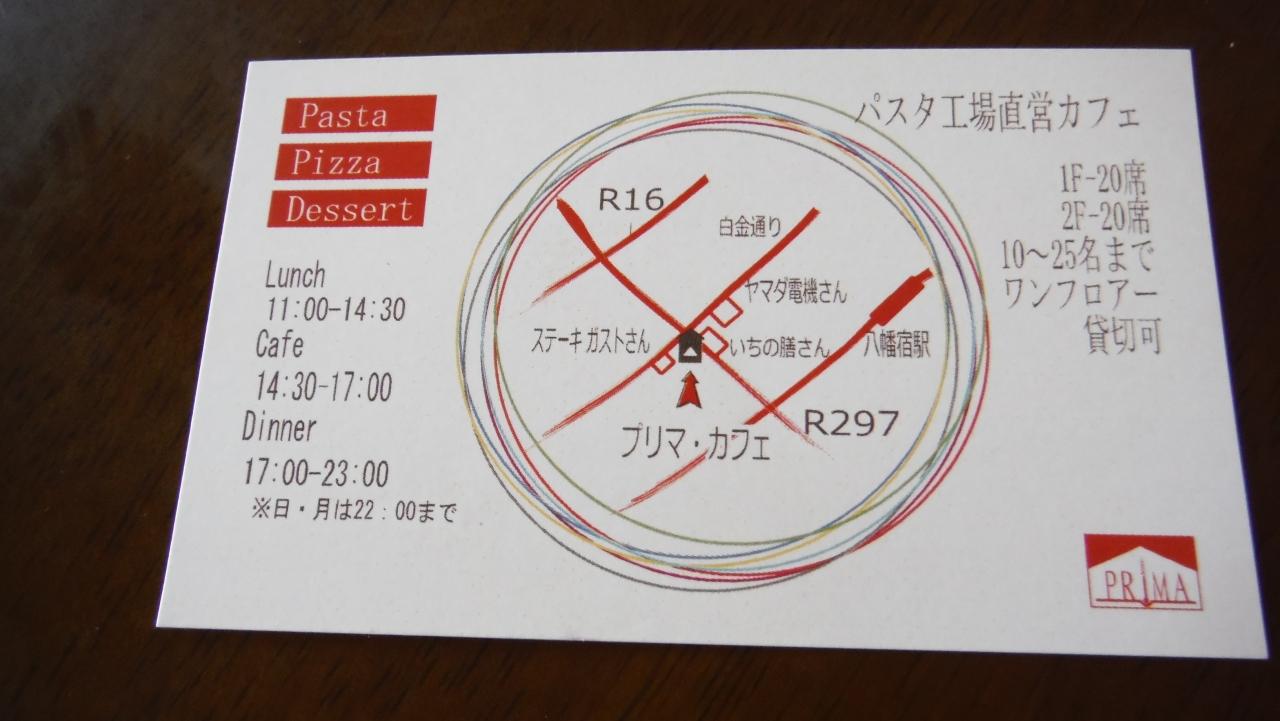 Pasta
Pizza
Dessert
Lunch
11:00-14:30
Cafe
14:30-17:00
Dinner
17:00-23:00
※日・月は22：00まで
R16
白金通り
ヤマダ電機さん
ステーキガストさん
いちの膳さん
八幡宿駅
R297
プリマ・カフェ
パスタ工場直営カフェ
1F-20席
2F-20席
10～25名まで
ワンフロアー
貸切可
PRIMA